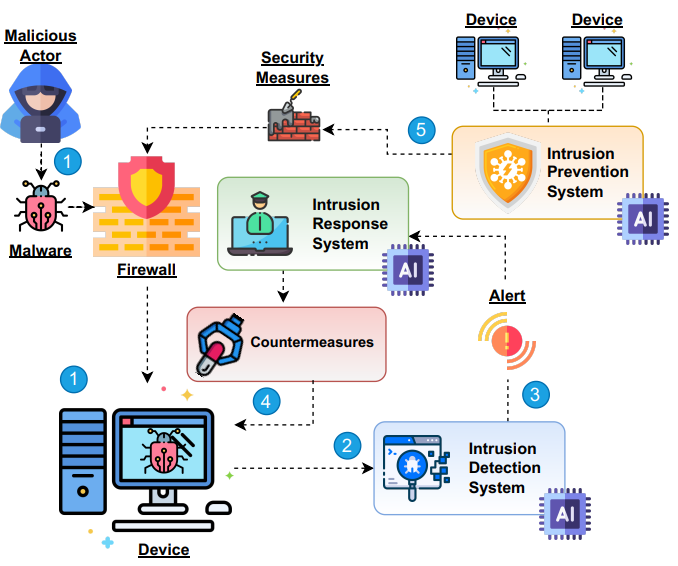 Malicious
Actor
1
Malware
Firewall
Security
Measures
5
Device
Device
Intrusion
Prevention
System
AI
Intrusion
Response
System
AI
Alert
Countermeasures
4
3
1
2
Intrusion
Detection
System
AI
Device